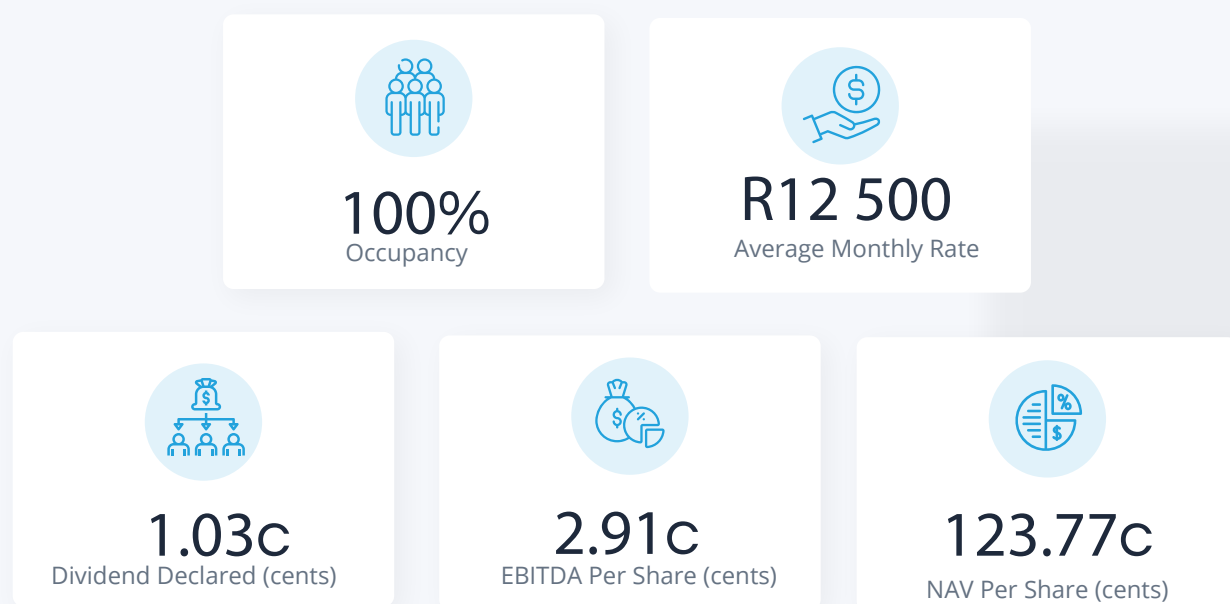 100%
Occupancy
R12 500
Average Monthly Rate
1.03c
Dividend Declared (cents)
2.91c
EBITDA Per Share (cents)
123.77c
NAV Per Share (cents)